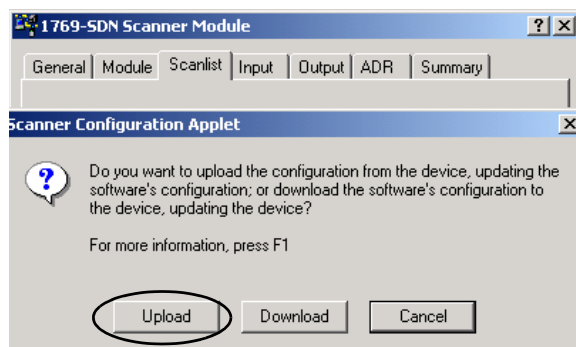 1769-SDN Scanner Module
General Module Scanlist Input Output ADR Summary
Scanner Configuration Applet
Do you want to upload the configuration from the device, updating the
software's configuration; or download the software's configuration to
the device, updating the device?
For more information, press F1
Upload Download Cancel